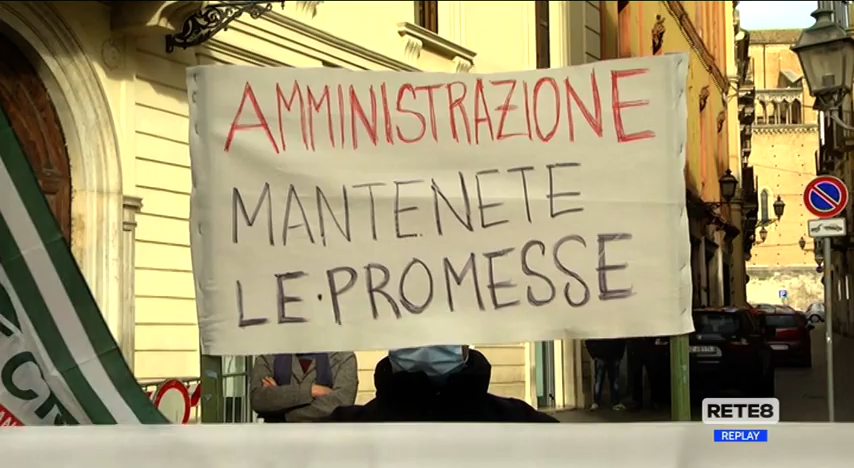 AMMINISTRAZIONE
MANTENETE
LE·PROMESSE
RETE8
REPLAY